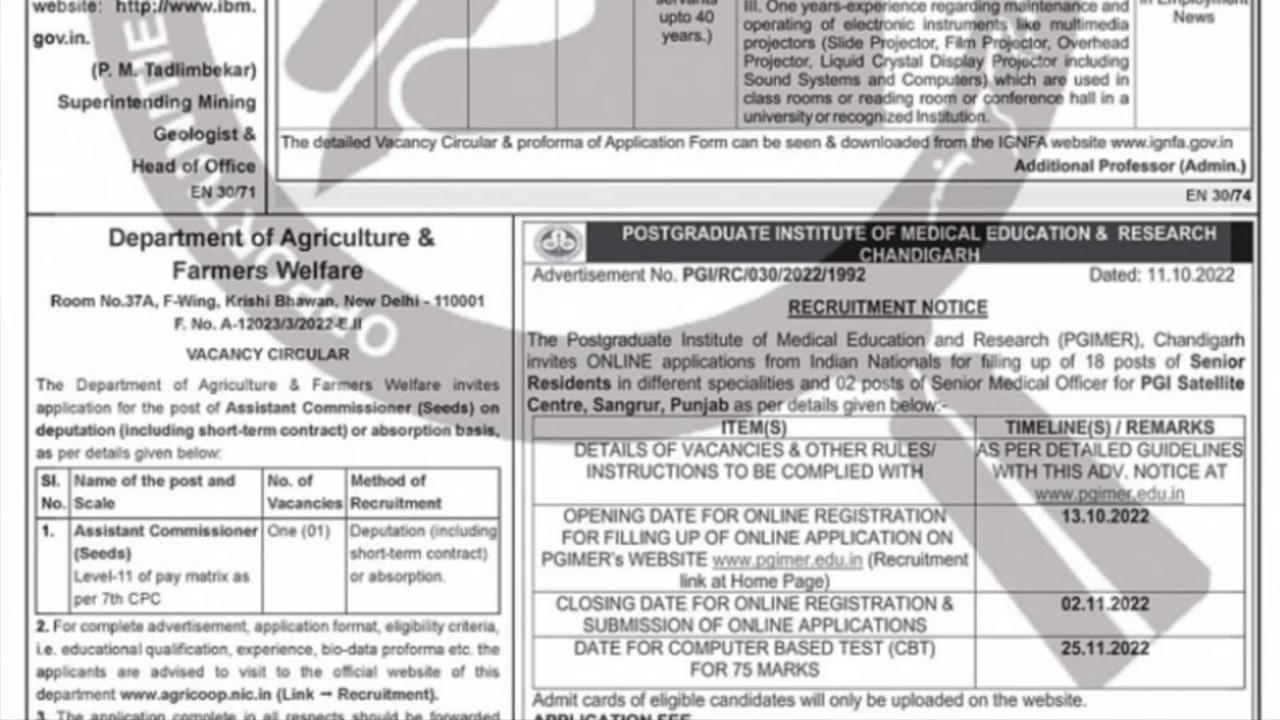 website: http://www.ibm.
gov.in.
(P. M. Tadlimbekar)
Superintending Mining
Geologist &
Head of Office
EN 30/71
upto 40
years.)
III. One years-experience regarding maintenance and
operating of electronic instruments like multimedia
projectors (Slide Projector, Film Projector, Overhead
Projector, Liquid Crystal Display Projector including
Sound Systems and Computers) which are used in
class rooms or reading room or conference hall in a
university or recognized Institution.
in Employment
News
The detailed Vacancy Circular & proforma of Application Form can be seen & downloaded from the IGNFA website www.ignfa.gov.in
Additional Professor (Admin.)
EN 30/74
Department of Agriculture &
Farmers Welfare
Room No.37A, F-Wing, Krishi Bhawan, New Delhi - 110001
F. No. A-12023/3/2022-E.II
VACANCY CIRCULAR
The Department of Agriculture & Farmers Welfare invites
application for the post of Assistant Commissioner (Seeds) on
deputation (including short-term contract) or absorption basis,
as per details given below:
Sl. No. Name of the post and Scale No. of Vacancies Method of Recruitment
1. Assistant Commissioner One (01) Deputation (including
(Seeds) short-term contract)
Level-11 of pay matrix as or absorption.
per 7th CPC
2. For complete advertisement, application format, eligibility criteria,
i.e. educational qualification, experience, bio-data proforma etc. the
applicants are advised to visit to the official website of this
department www.agricoop.nic.in (Link → Recruitment).
3. The application complete in all respects should be forwarded
POSTGRADUATE INSTITUTE OF MEDICAL EDUCATION & RESEARCH
CHANDIGARH
Advertisement No. PGI/RC/030/2022/1992 Dated: 11.10.2022
RECRUITMENT NOTICE
The Postgraduate Institute of Medical Education and Research (PGIMER), Chandigarh
invites ONLINE applications from Indian Nationals for filling up of 18 posts of Senior
Residents in different specialities and 02 posts of Senior Medical Officer for PGI Satellite
Centre, Sangrur, Punjab as per details given below:-
ITEM(S) TIMELINE(S) / REMARKS
DETAILS OF VACANCIES & OTHER RULES/ AS PER DETAILED GUIDELINES
INSTRUCTIONS TO BE COMPLIED WITH WITH THIS ADV. NOTICE AT
www.pgimer.edu.in
OPENING DATE FOR ONLINE REGISTRATION 13.10.2022
FOR FILLING UP OF ONLINE APPLICATION ON
PGIMER's WEBSITE www.pgimer.edu.in (Recruitment
link at Home Page)
CLOSING DATE FOR ONLINE REGISTRATION & 02.11.2022
SUBMISSION OF ONLINE APPLICATIONS
DATE FOR COMPUTER BASED TEST (CBT) 25.11.2022
FOR 75 MARKS
Admit cards of eligible candidates will only be uploaded on the website.
APPLICATION FEE